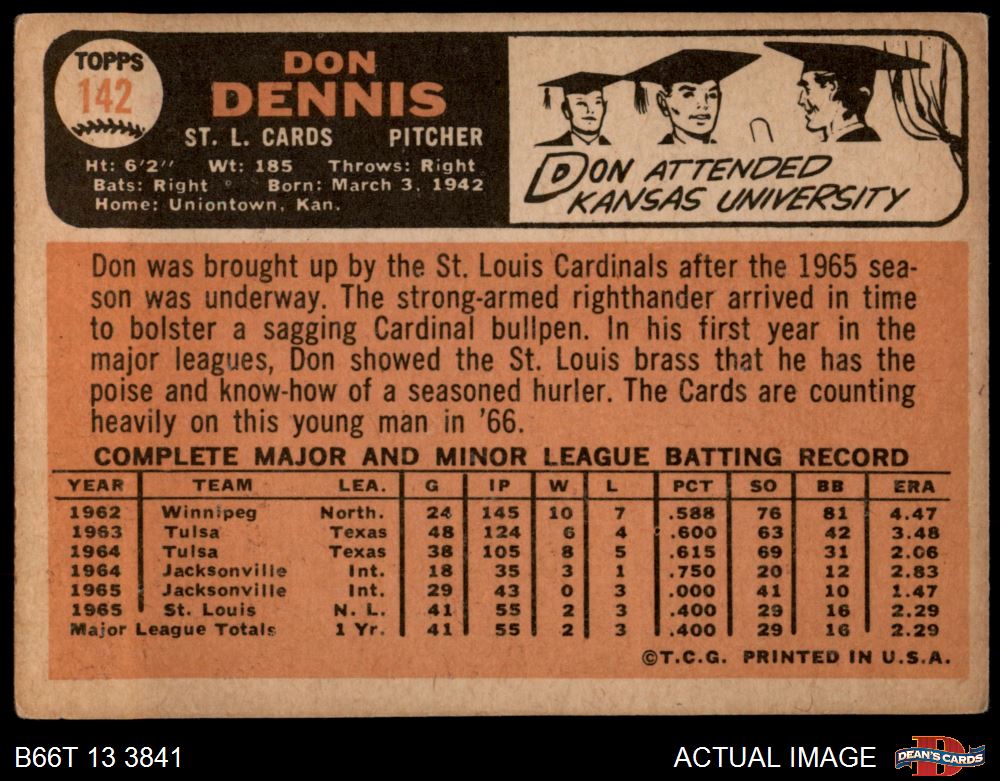 TOPPS
142
DON
DENNIS
ST. L. CARDS PITCHER
Ht: 6'2" Wt: 185 Throws: Right
Bats: Right Born: March 3, 1942
Home: Uniontown, Kan.
DON ATTENDED
KANSAS UNIVERSITY
Don was brought up by the St. Louis Cardinals after the 1965 sea-
son was underway. The strong-armed righthander arrived in time
to bolster a sagging Cardinal bullpen. In his first year in the
major leagues, Don showed the St. Louis brass that he has the
poise and know-how of a seasoned hurler. The Cards are counting
heavily on this young man in '66.
COMPLETE MAJOR AND MINOR LEAGUE BATTING RECORD
YEAR TEAM LEA. G IP W L PCT SO BB ERA
1962 Winnipeg North. 24 145 10 7 .588 76 81 4.47
1963 Tulsa Texas 48 124 6 4 .600 63 42 3.48
1964 Tulsa Texas 38 105 8 5 .615 69 31 2.06
1964 Jacksonville Int. 18 35 3 1 .750 20 12 2.83
1965 Jacksonville Int. 29 43 0 3 .000 41 10 1.47
1965 St. Louis N. L. 41 55 2 3 .400 29 16 2.29
Major League Totals 1 Yr. 41 55 2 3 .400 29 16 2.29
©T.C.G. PRINTED IN U.S.A.
B66T 13 3841 ACTUAL IMAGE DEAN'S CARDS